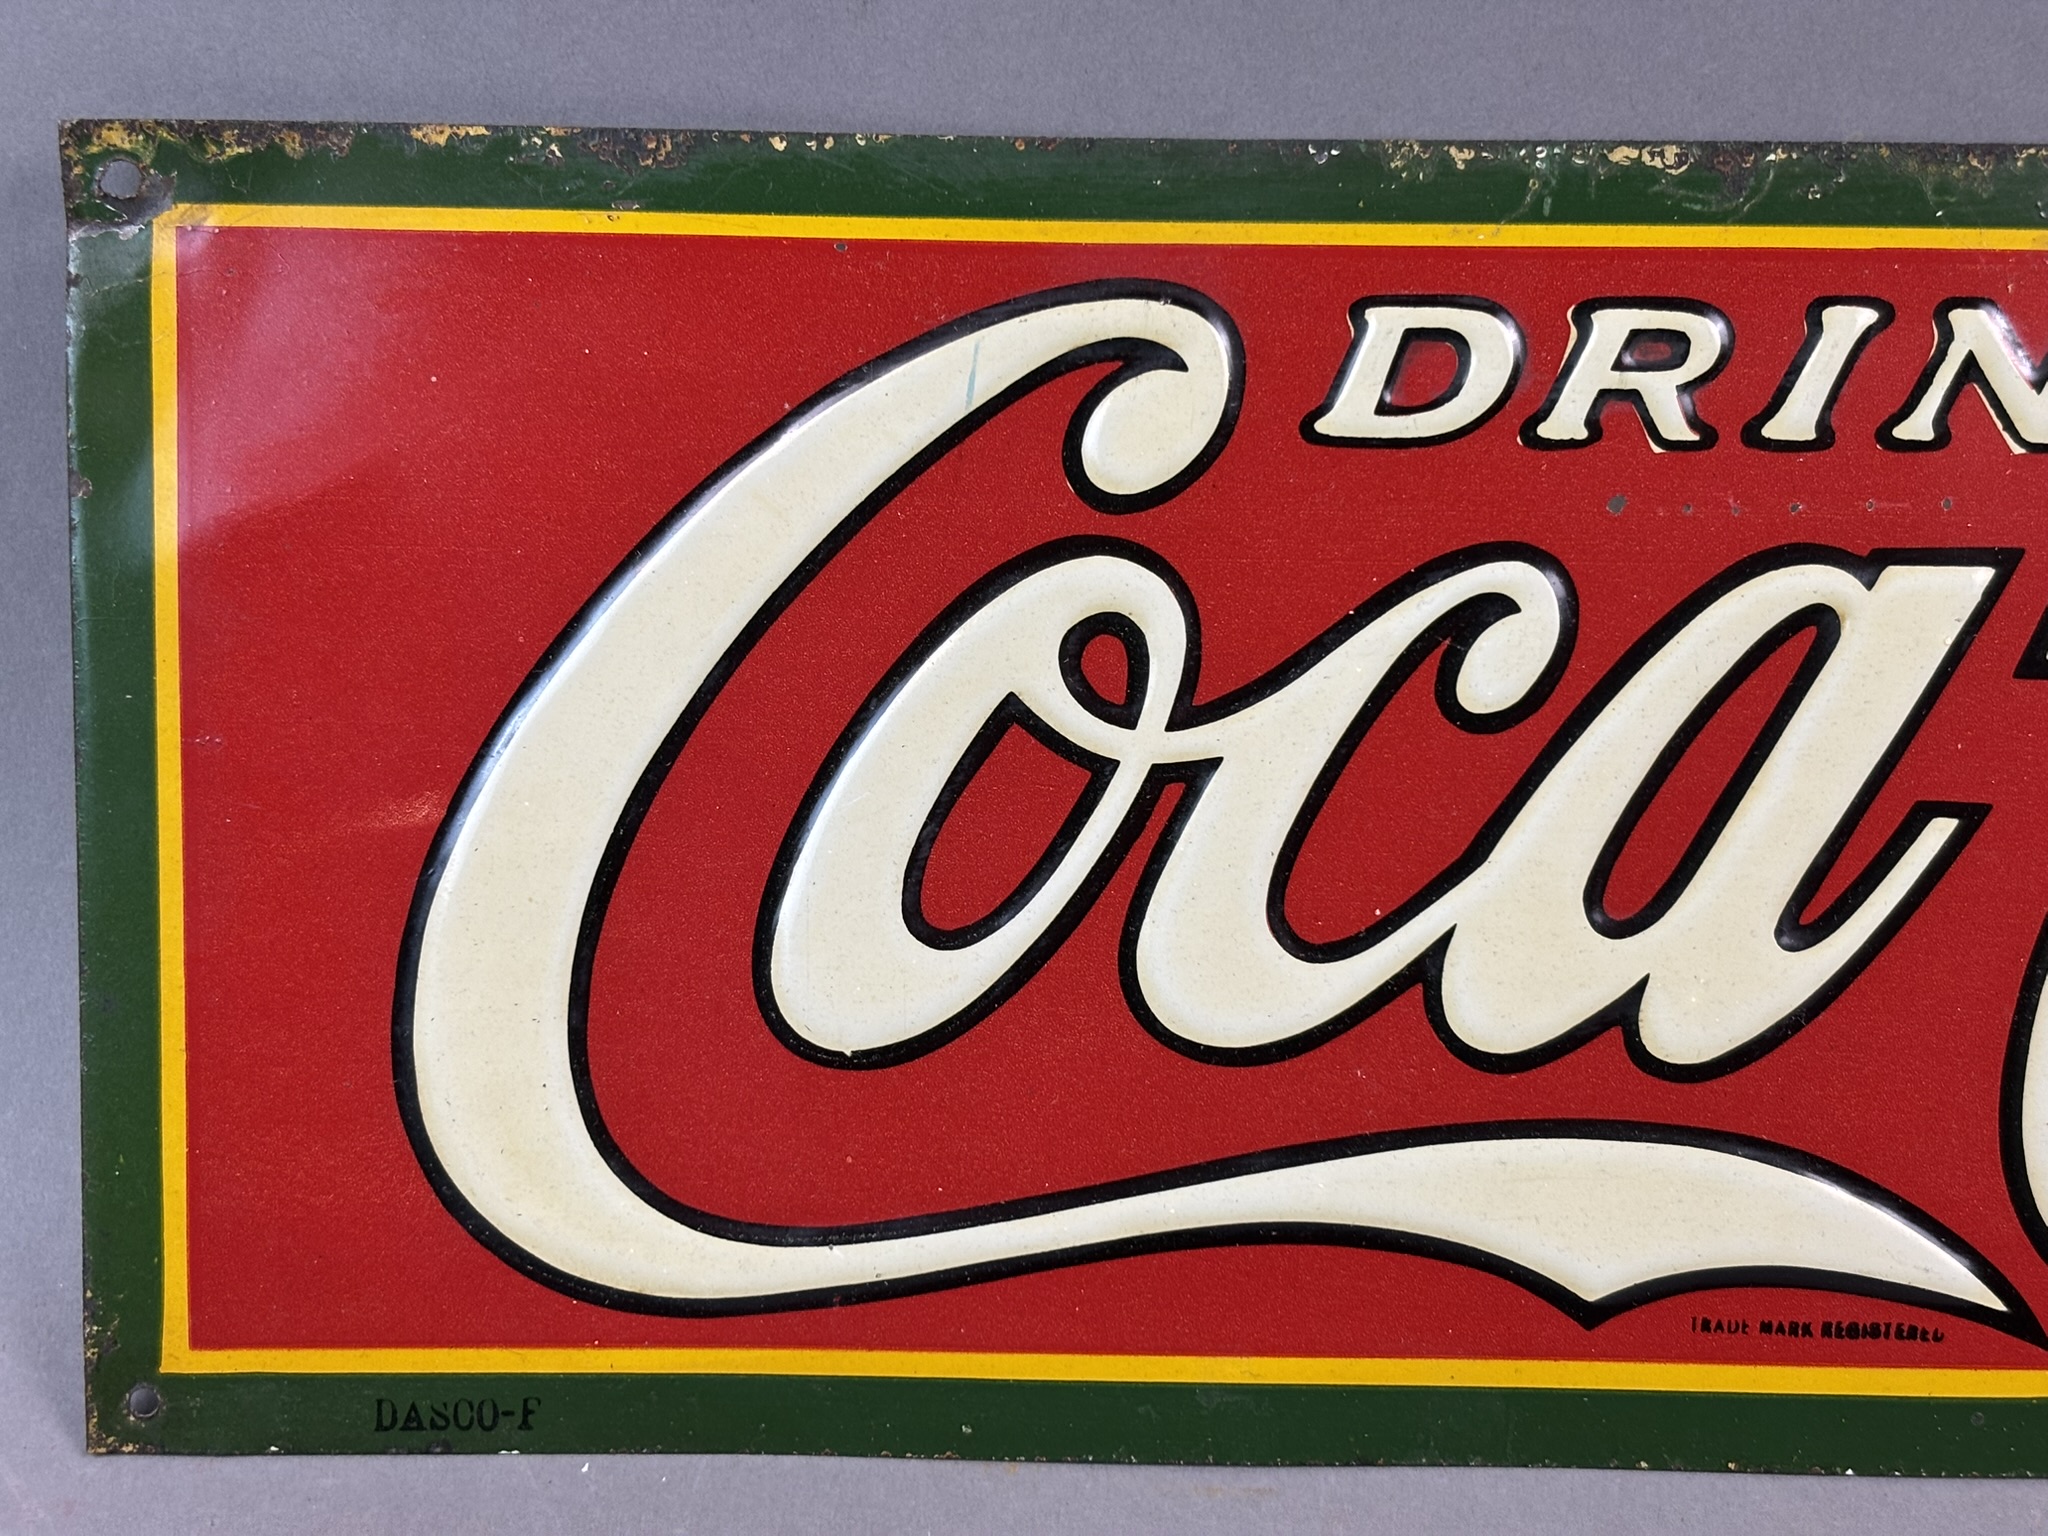 DRIN
Coca
TRADE MARK REGISTERED
DASCO-F